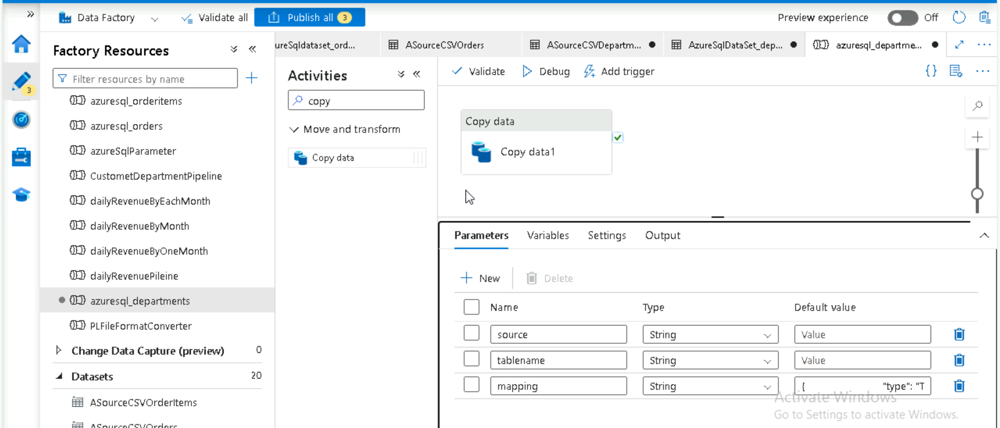 Data Factory
Validate all
Publish all 3
Preview experience
Off
Factory Resources
ureSqldataset_ord...
ASourceCSVOrders
ASourceCSVDepartm...
AzureSqlDataSet_dep...
azuresql_departme...
Filter resources by name
3
azuresql_orderitems
azuresql_orders
azureSqlParameter
CustometDepartmentPipeline
dailyRevenueByEachMonth
dailyRevenueByMonth
dailyRevenueByOneMonth
dailyRevenuePileine
azuresql_departments
PLFileFormatConverter
Change Data Capture (preview) 0
Datasets 20
ASourceCSVOrderItems
ASourceCSVOrders
Activities
copy
Move and transform
Copy data
Validate
Debug
Add trigger
{}
Copy data
Copy data1
Parameters Variables Settings Output
New
Delete
Name Type Default value
source String Value
tablename String Value
mapping String { "type": "T
Activate Windows
Go to Settings to activate Windows.